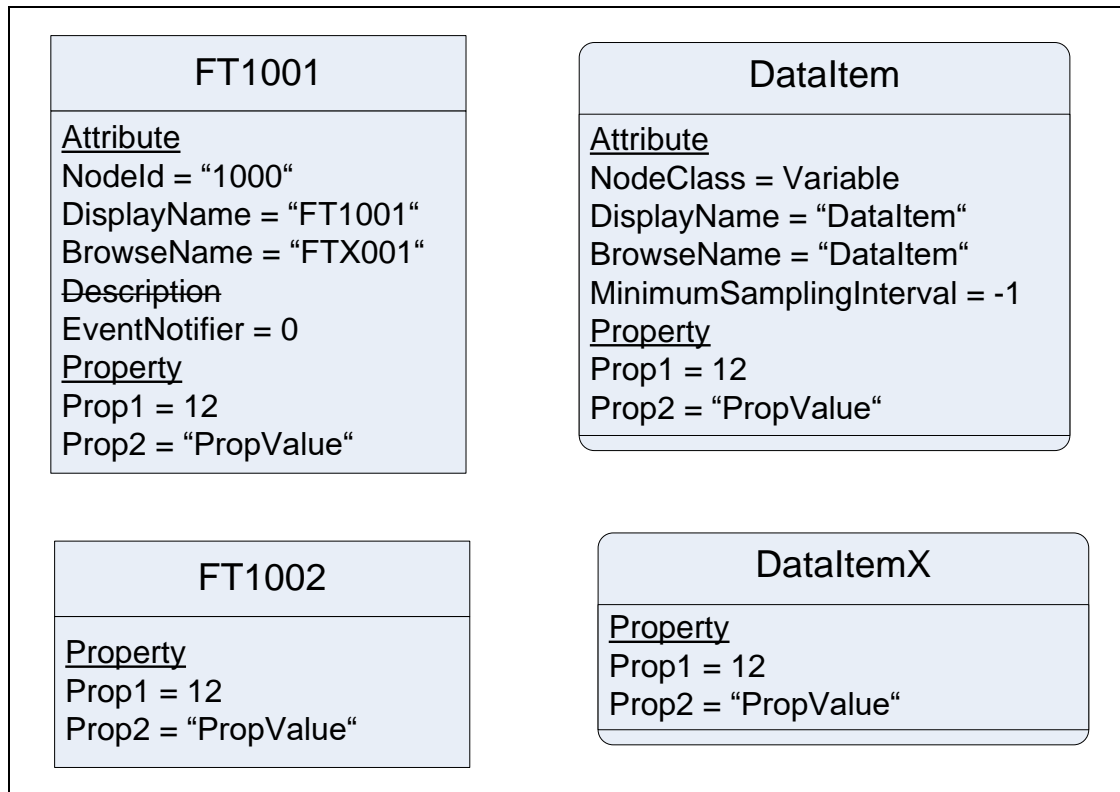 FT1001
Attribute
NodeId = “1000“
DisplayName = “FT1001“
BrowseName = “FTX001“
Description
EventNotifier = 0
Property
Prop1 = 12
Prop2 = “PropValue“
DataItem
Attribute
NodeClass = Variable
DisplayName = “DataItem“
BrowseName = “DataItem“
MinimumSamplingInterval = -1
Property
Prop1 = 12
Prop2 = “PropValue“
FT1002
Property
Prop1 = 12
Prop2 = “PropValue“
DataItemX
Property
Prop1 = 12
Prop2 = “PropValue“